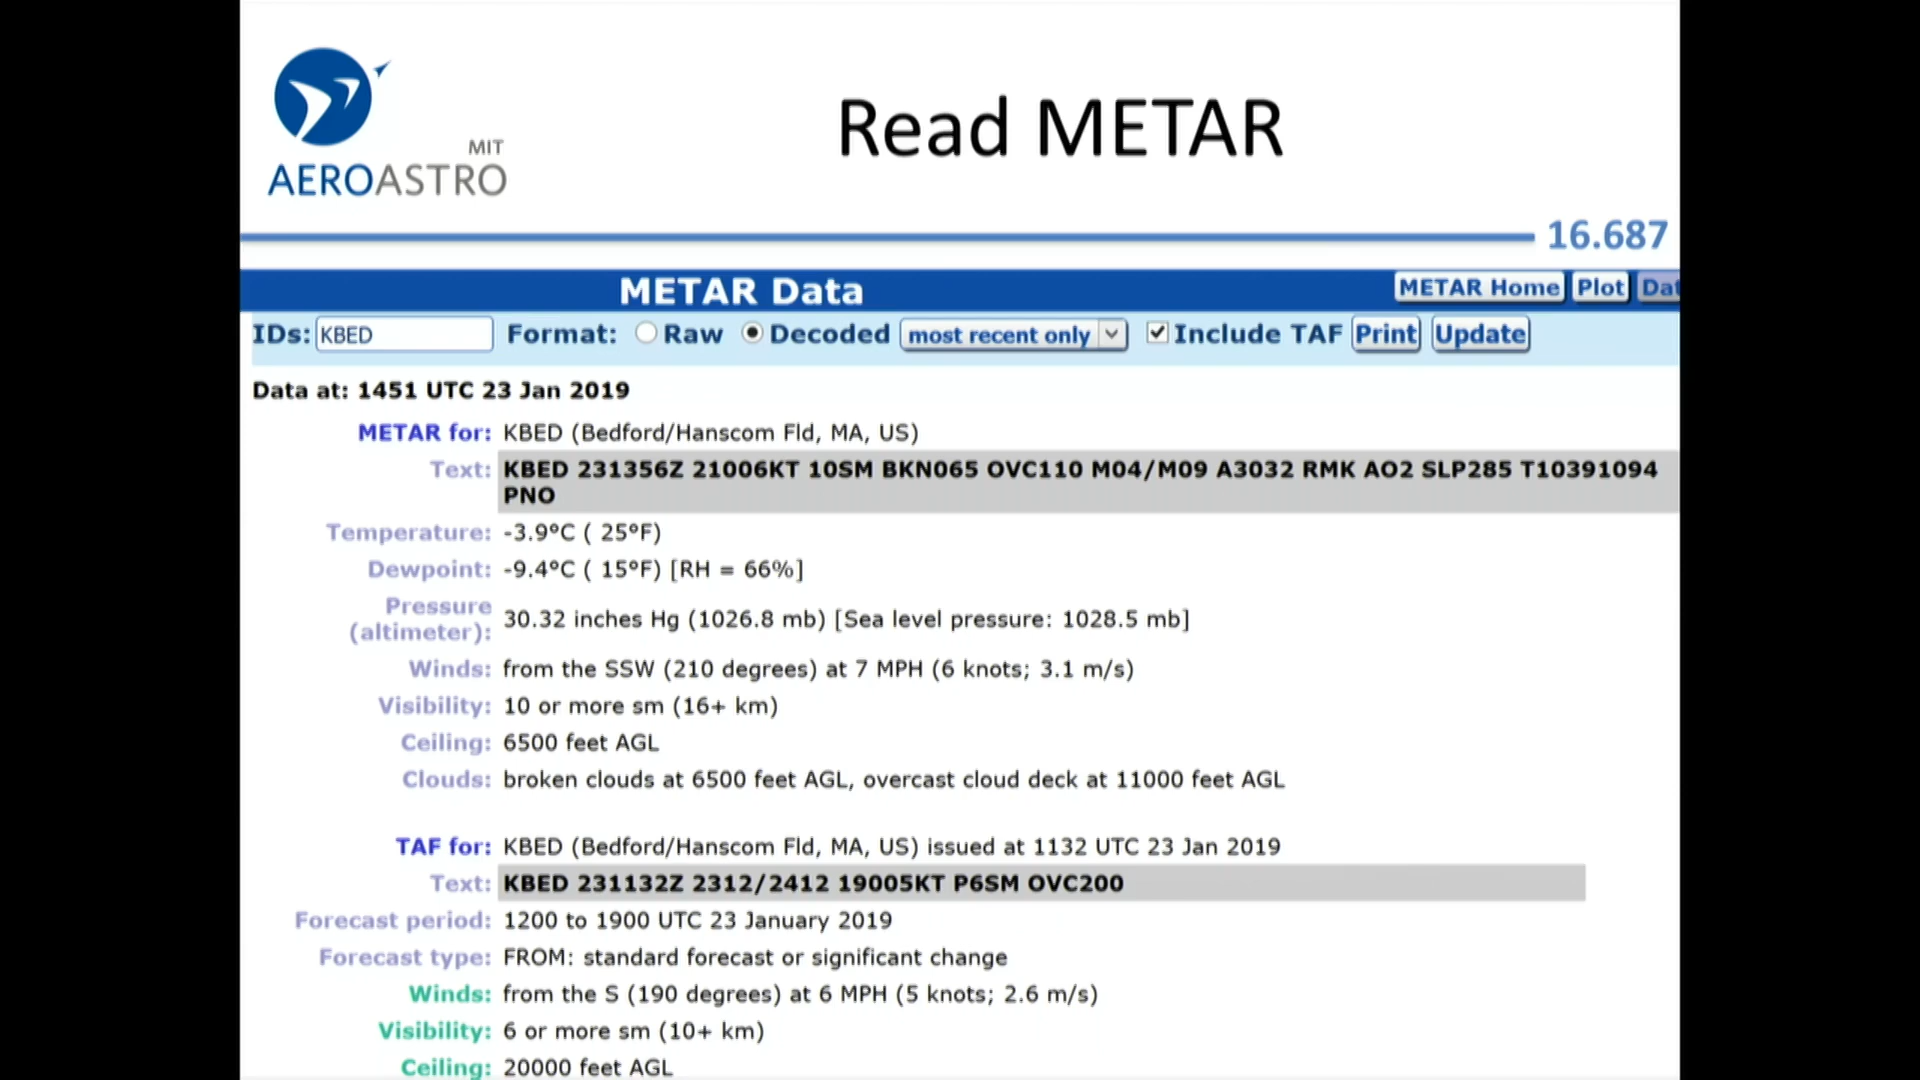 MIT
AEROASTRO
Read METAR
16.687
METAR Data METAR Home Plot Dat
IDs: KBED Format: Raw Decoded most recent only Include TAF Print Update
Data at: 1451 UTC 23 Jan 2019
METAR for: KBED (Bedford/Hanscom Fld, MA, US)
Text: KBED 231356Z 21006KT 10SM BKN065 OVC110 M04/M09 A3032 RMK AO2 SLP285 T10391094
PNO
Temperature: -3.9°C ( 25°F)
Dewpoint: -9.4°C ( 15°F) [RH = 66%]
Pressure
(altimeter): 30.32 inches Hg (1026.8 mb) [Sea level pressure: 1028.5 mb]
Winds: from the SSW (210 degrees) at 7 MPH (6 knots; 3.1 m/s)
Visibility: 10 or more sm (16+ km)
Ceiling: 6500 feet AGL
Clouds: broken clouds at 6500 feet AGL, overcast cloud deck at 11000 feet AGL
TAF for: KBED (Bedford/Hanscom Fld, MA, US) issued at 1132 UTC 23 Jan 2019
Text: KBED 231132Z 2312/2412 19005KT P6SM OVC200
Forecast period: 1200 to 1900 UTC 23 January 2019
Forecast type: FROM: standard forecast or significant change
Winds: from the S (190 degrees) at 6 MPH (5 knots; 2.6 m/s)
Visibility: 6 or more sm (10+ km)
Ceiling: 20000 feet AGL